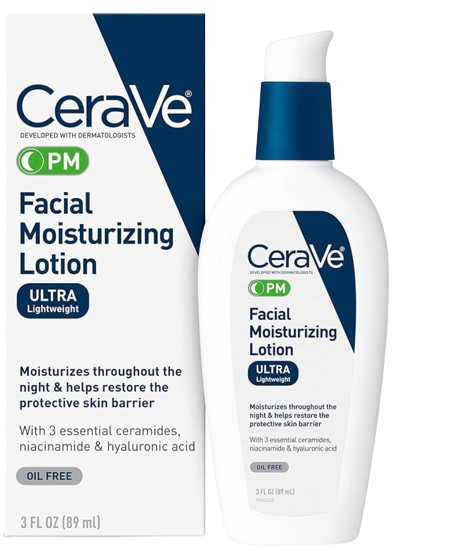 CeraVe®
DEVELOPED WITH DERMATOLOGISTS
PM
Facial
Moisturizing
Lotion
ULTRA
Lightweight
Moisturizes throughout the
night & helps restore the
protective skin barrier
With 3 essential ceramides,
niacinamide & hyaluronic acid
OIL FREE
3 FL OZ (89 ml)
CeraVe®
DEVELOPED WITH DERMATOLOGISTS
PM
Facial
Moisturizing
Lotion
ULTRA
Lightweight
Moisturizes throughout the
night & helps restore the
protective skin barrier
With 3 essential ceramides,
niacinamide & hyaluronic acid
OIL FREE
3 FL OZ (89 ml)